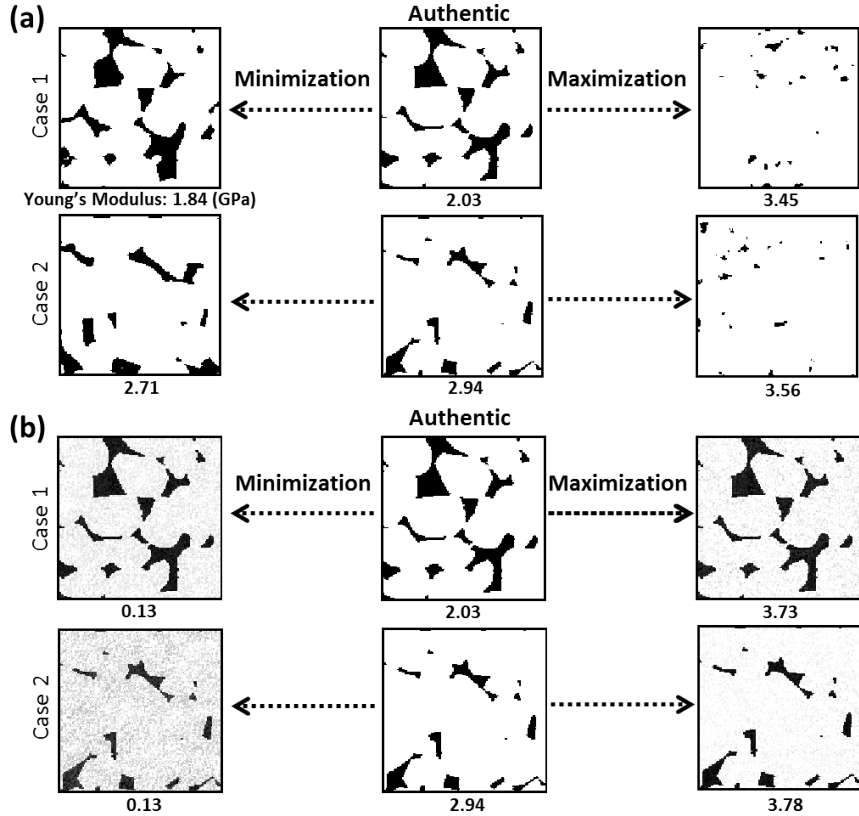 (a)
Authentic
Case 1
Minimization
Maximization
Young's Modulus: 1.84 (GPa)
2.03
3.45
Case 2
2.71
2.94
3.56
(b)
Authentic
Case 1
Minimization
Maximization
0.13
2.03
3.73
Case 2
0.13
2.94
3.78